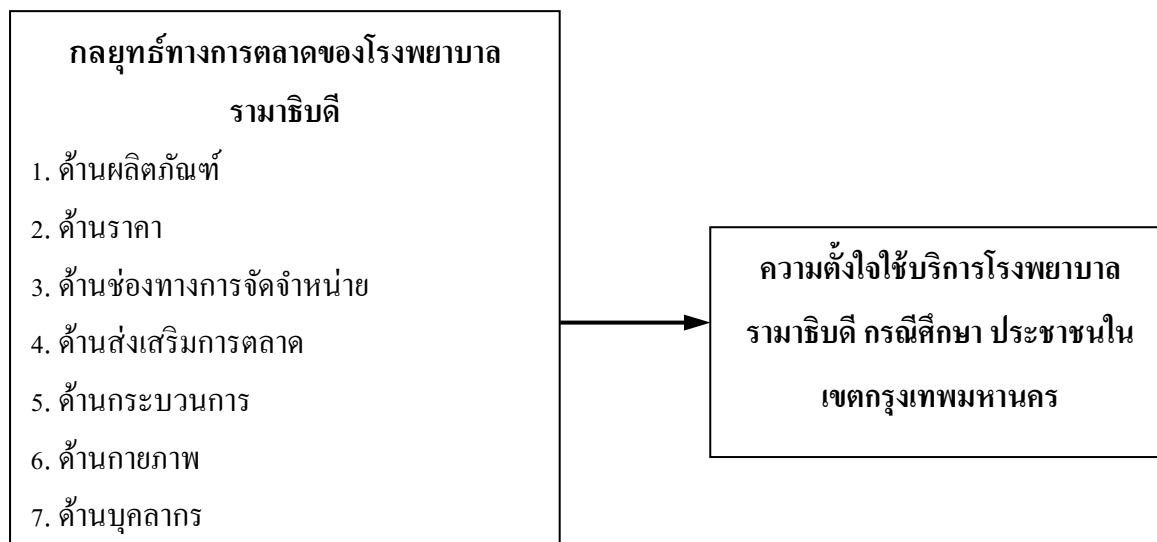 กลยุทธ์ทางการตลาดของโรงพยาบาล
รามาธิบดี
1. ด้านผลิตภัณฑ์
2. ด้านราคา
3. ด้านช่องทางการจัดจำหน่าย
4. ด้านส่งเสริมการตลาด
5. ด้านกระบวนการ
6. ด้านกายภาพ
7. ด้านบุคลากร
ความตั้งใจใช้บริการโรงพยาบาล
รามาธิบดี กรณีศึกษา ประชาชนใน
เขตกรุงเทพมหานคร